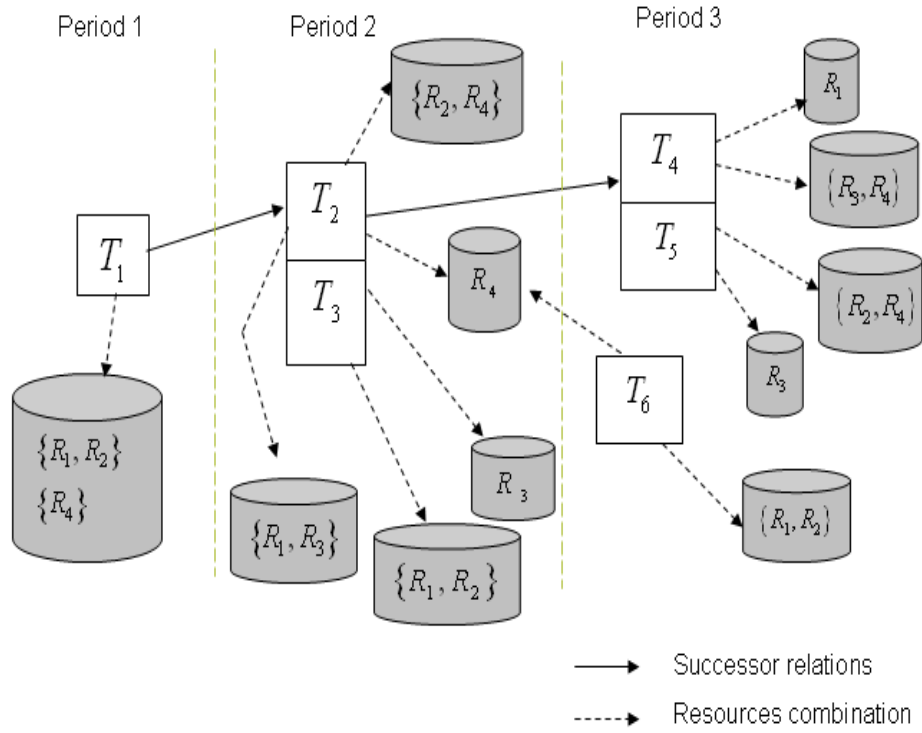 Period 1
Period 2
Period 3
{R₂, R₄}
R₁
T₁
T₂
T₃
T₄
T₅
(R₃, R₄)
R₄
(R₂, R₄)
R₃
T₆
{R₁, R₂}
{R₄}
{R₁, R₃}
R ₃
{R₁, R₂}
(R₁, R₂)
Successor relations
Resources combination